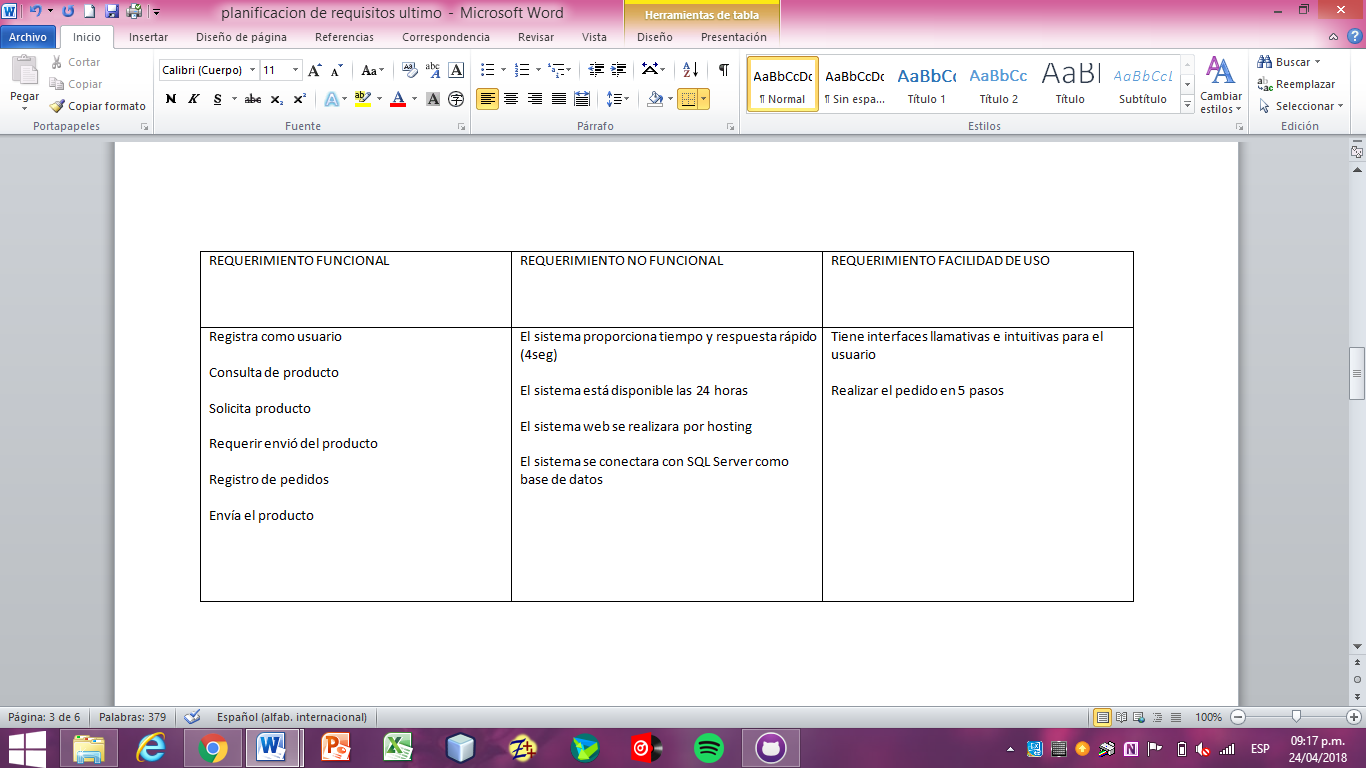 planificacion de requisitos ultimo - Microsoft Word
Herramientas de tabla
Archivo Inicio Insertar Diseño de página Referencias Correspondencia Revisar Vista Diseño Presentación
Pegar
Cortar
Copiar
Copiar formato
Portapapeles
Calibri (Cuerpo) 11
Fuente
Párrafo
AaBbCcDc AaBbCcDc AaBbC AaBbCc AaB AaBbCcL
¶ Normal ¶ Sin espa... Título 1 Título 2 Título Subtítulo
Cambiar estilos
Estilos
Buscar
Reemplazar
Seleccionar
Edición
REQUERIMIENTO FUNCIONAL
REQUERIMIENTO NO FUNCIONAL
REQUERIMIENTO FACILIDAD DE USO
Registra como usuario
Consulta de producto
Solicita producto
Requerir envió del producto
Registro de pedidos
Envía el producto
El sistema proporciona tiempo y respuesta rápido
(4seg)
El sistema está disponible las 24 horas
El sistema web se realizara por hosting
El sistema se conectara con SQL Server como
base de datos
Tiene interfaces llamativas e intuitivas para el
usuario
Realizar el pedido en 5 pasos
Página: 3 de 6 Palabras: 379 Español (alfab. internacional) 100%
ESP
09:17 p.m.
24/04/2018